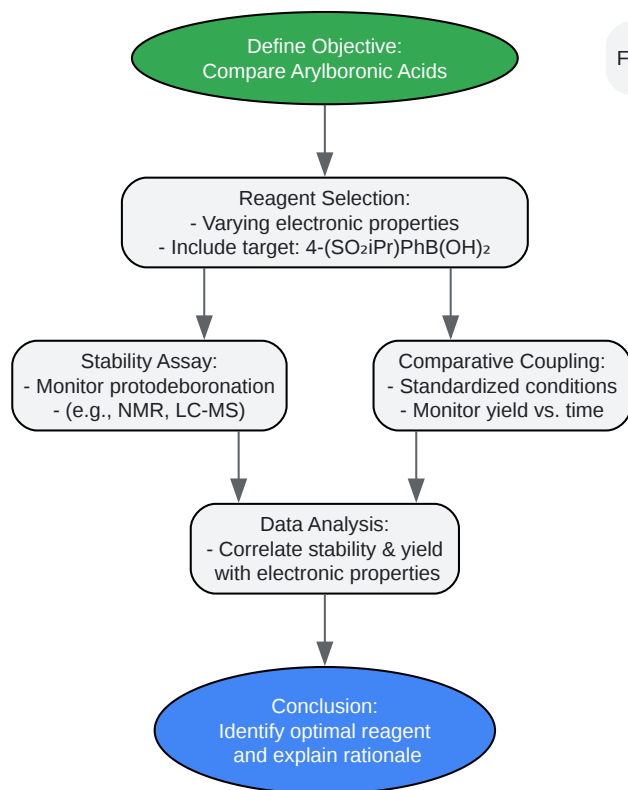 Define Objective:
Compare Arylboronic Acids
F
Reagent Selection:
- Varying electronic properties
- Include target: 4-(SO₂iPr)PhB(OH)₂
Stability Assay:
- Monitor protodeboronation
- (e.g., NMR, LC-MS)
Comparative Coupling:
- Standardized conditions
- Monitor yield vs. time
Data Analysis:
- Correlate stability & yield
with electronic properties
Conclusion:
Identify optimal reagent
and explain rationale